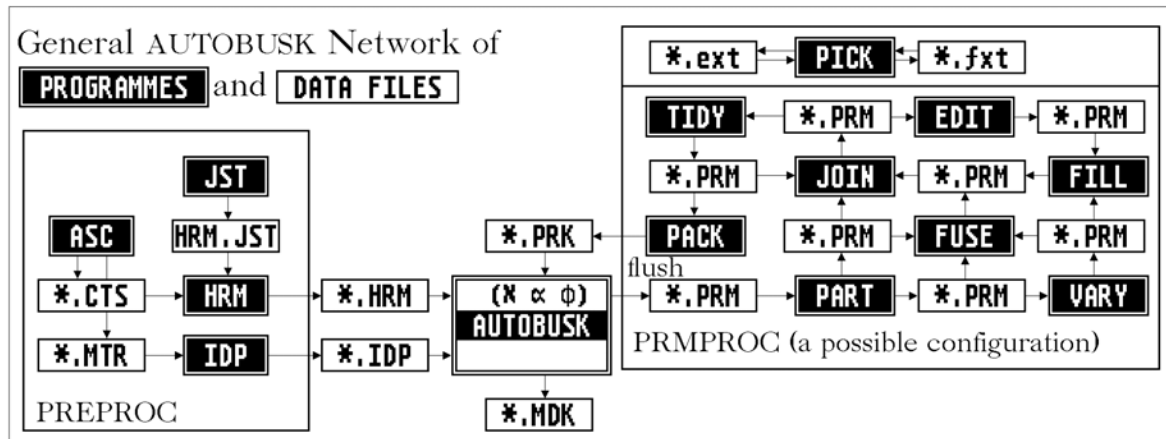 General AUTOBUSK Network of
PROGRAMMES and DATA FILES
*.ext PICK *.fxt
TIDY *.PRM EDIT *.PRM
JST *.PRM JOIN *.PRM FILL
ASC HRM.JST *.PRK PACK *.PRM FUSE *.PRM
flush
*.CTS HRM *.HRM (ℵ ∝ ϕ) *.PRM PART *.PRM VARY
AUTOBUSK
*.MTR IDP *.IDP PRMPROC (a possible configuration)
PREPROC *.MDK